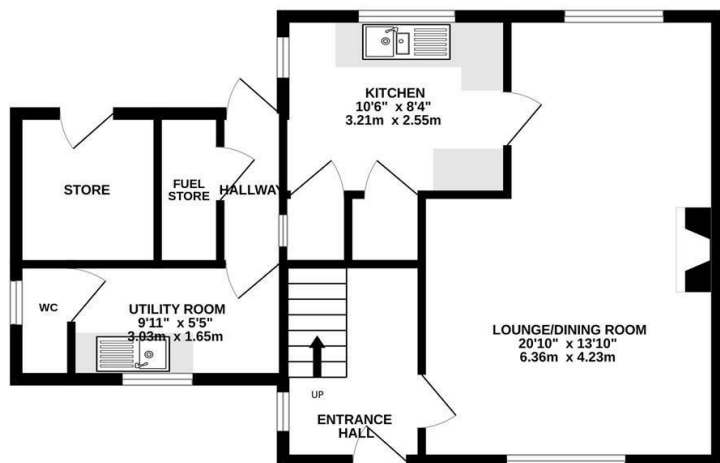 KITCHEN
10'6" x 8'4"
3.21m x 2.55m
STORE
FUEL
STORE
HALLWAY
WC
UTILITY ROOM
9'11" x 5'5"
3.03m x 1.65m
LOUNGE/DINING ROOM
20'10" x 13'10"
6.36m x 4.23m
UP
ENTRANCE
HALL